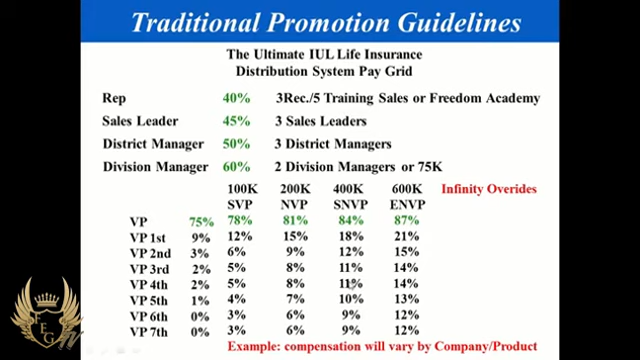 Traditional Promotion Guidelines
The Ultimate IUL Life Insurance
Distribution System Pay Grid
Rep 40% 3Rec./5 Training Sales or Freedom Academy
Sales Leader 45% 3 Sales Leaders
District Manager 50% 3 District Managers
Division Manager 60% 2 Division Managers or 75K
100K 200K 400K 600K Infinity Overides
SVP NVP SNVP ENVP
VP 75% 78% 81% 84% 87%
VP 1st 9% 12% 15% 18% 21%
VP 2nd 3% 6% 9% 12% 15%
VP 3rd 2% 5% 8% 11% 14%
VP 4th 2% 5% 8% 11% 14%
VP 5th 1% 4% 7% 10% 13%
VP 6th 0% 3% 6% 9% 12%
VP 7th 0% 3% 6% 9% 12%
Example: compensation will vary by Company/Product
FFG
TV